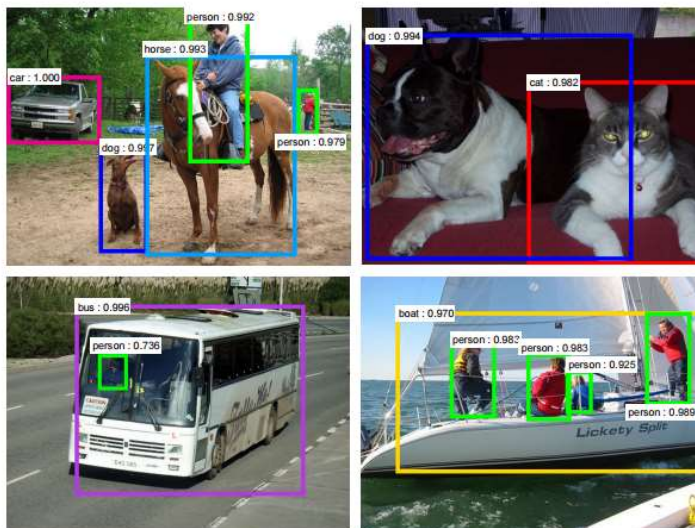 person : 0.992
horse : 0.993
car : 1.000
person : 0.979
dog : 0.997
dog : 0.994
cat : 0.982
bus : 0.996
person : 0.736
CAUTION
boat : 0.970
person : 0.983
person : 0.983
person : 0.925
person : 0.989
Lickety Split